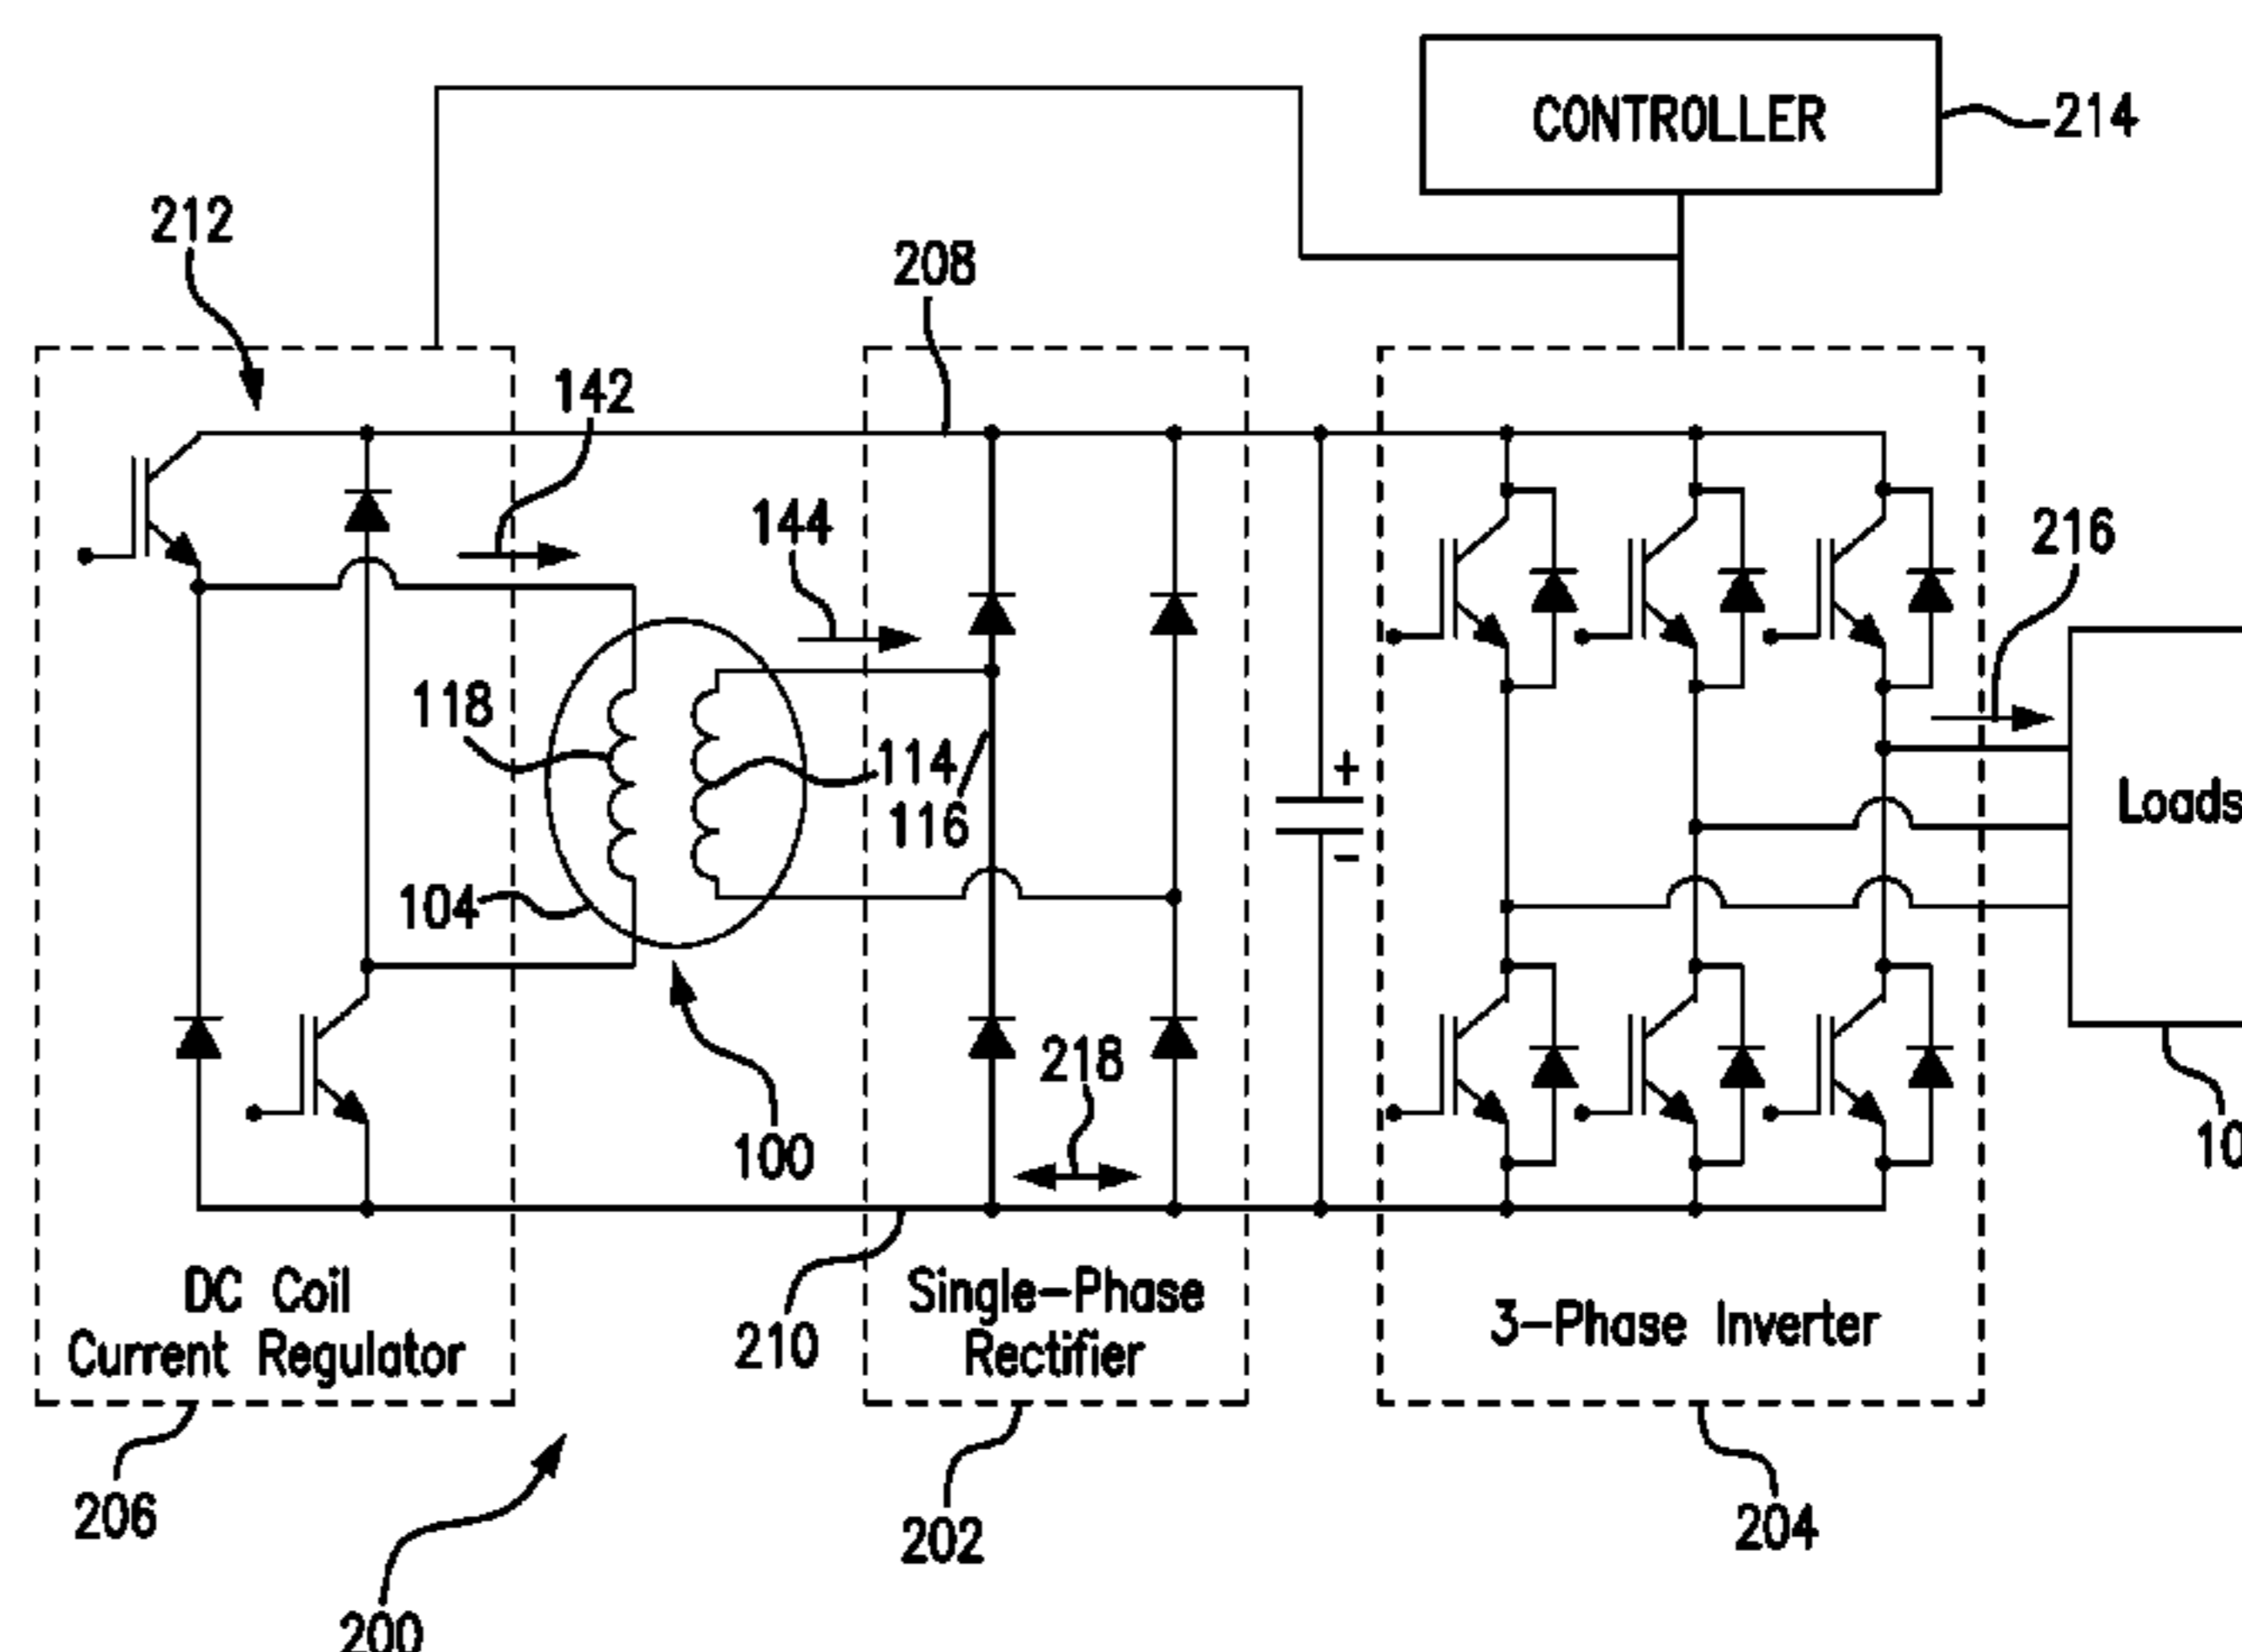 CONTROLLER
214
212
208
142
144
216
118
114
116
Loads
104
+
-
218
100
10
DC Coil
Current Regulator
210
Single-Phase
Rectifier
3-Phase Inverter
206
202
204
200